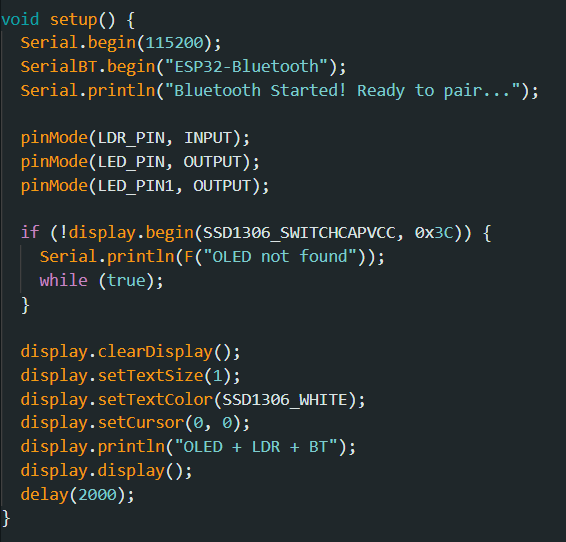 void setup() {
  Serial.begin(115200);
  SerialBT.begin("ESP32-Bluetooth");
  Serial.println("Bluetooth Started! Ready to pair...");

  pinMode(LDR_PIN, INPUT);
  pinMode(LED_PIN, OUTPUT);
  pinMode(LED_PIN1, OUTPUT);

  if (!display.begin(SSD1306_SWITCHCAPVCC, 0x3C)) {
    Serial.println(F("OLED not found"));
    while (true);
  }

  display.clearDisplay();
  display.setTextSize(1);
  display.setTextColor(SSD1306_WHITE);
  display.setCursor(0, 0);
  display.println("OLED + LDR + BT");
  display.display();
  delay(2000);
}